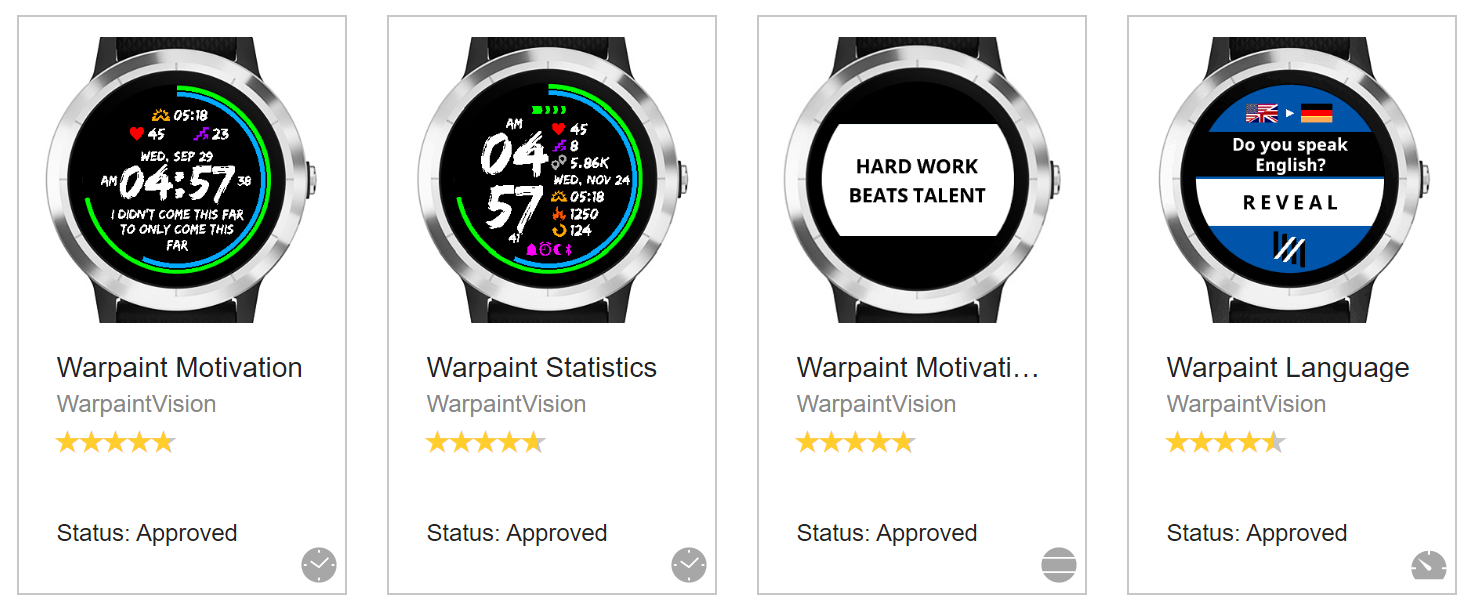 05:18
45
23
WED, SEP 29
AM 04:57 38
I DIDN'T COME THIS FAR
TO ONLY COME THIS
FAR
Warpaint Motivation
WarpaintVision
Status: Approved
AM
04
57
41
45
8
5.86K
WED, NOV 24
05:18
1250
124
Warpaint Statistics
WarpaintVision
Status: Approved
HARD WORK
BEATS TALENT
Warpaint Motivati…
WarpaintVision
Status: Approved
Do you speak
English?
REVEAL
Warpaint Language
WarpaintVision
Status: Approved